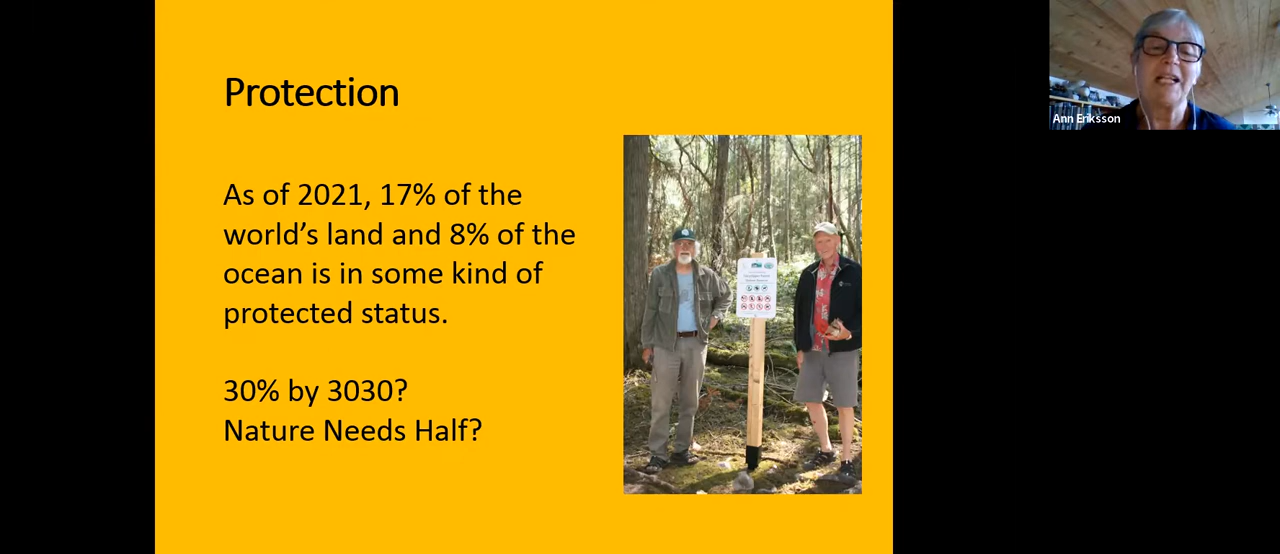 Protection
As of 2021, 17% of the
world’s land and 8% of the
ocean is in some kind of
protected status.
30% by 3030?
Nature Needs Half?
Ann Eriksson